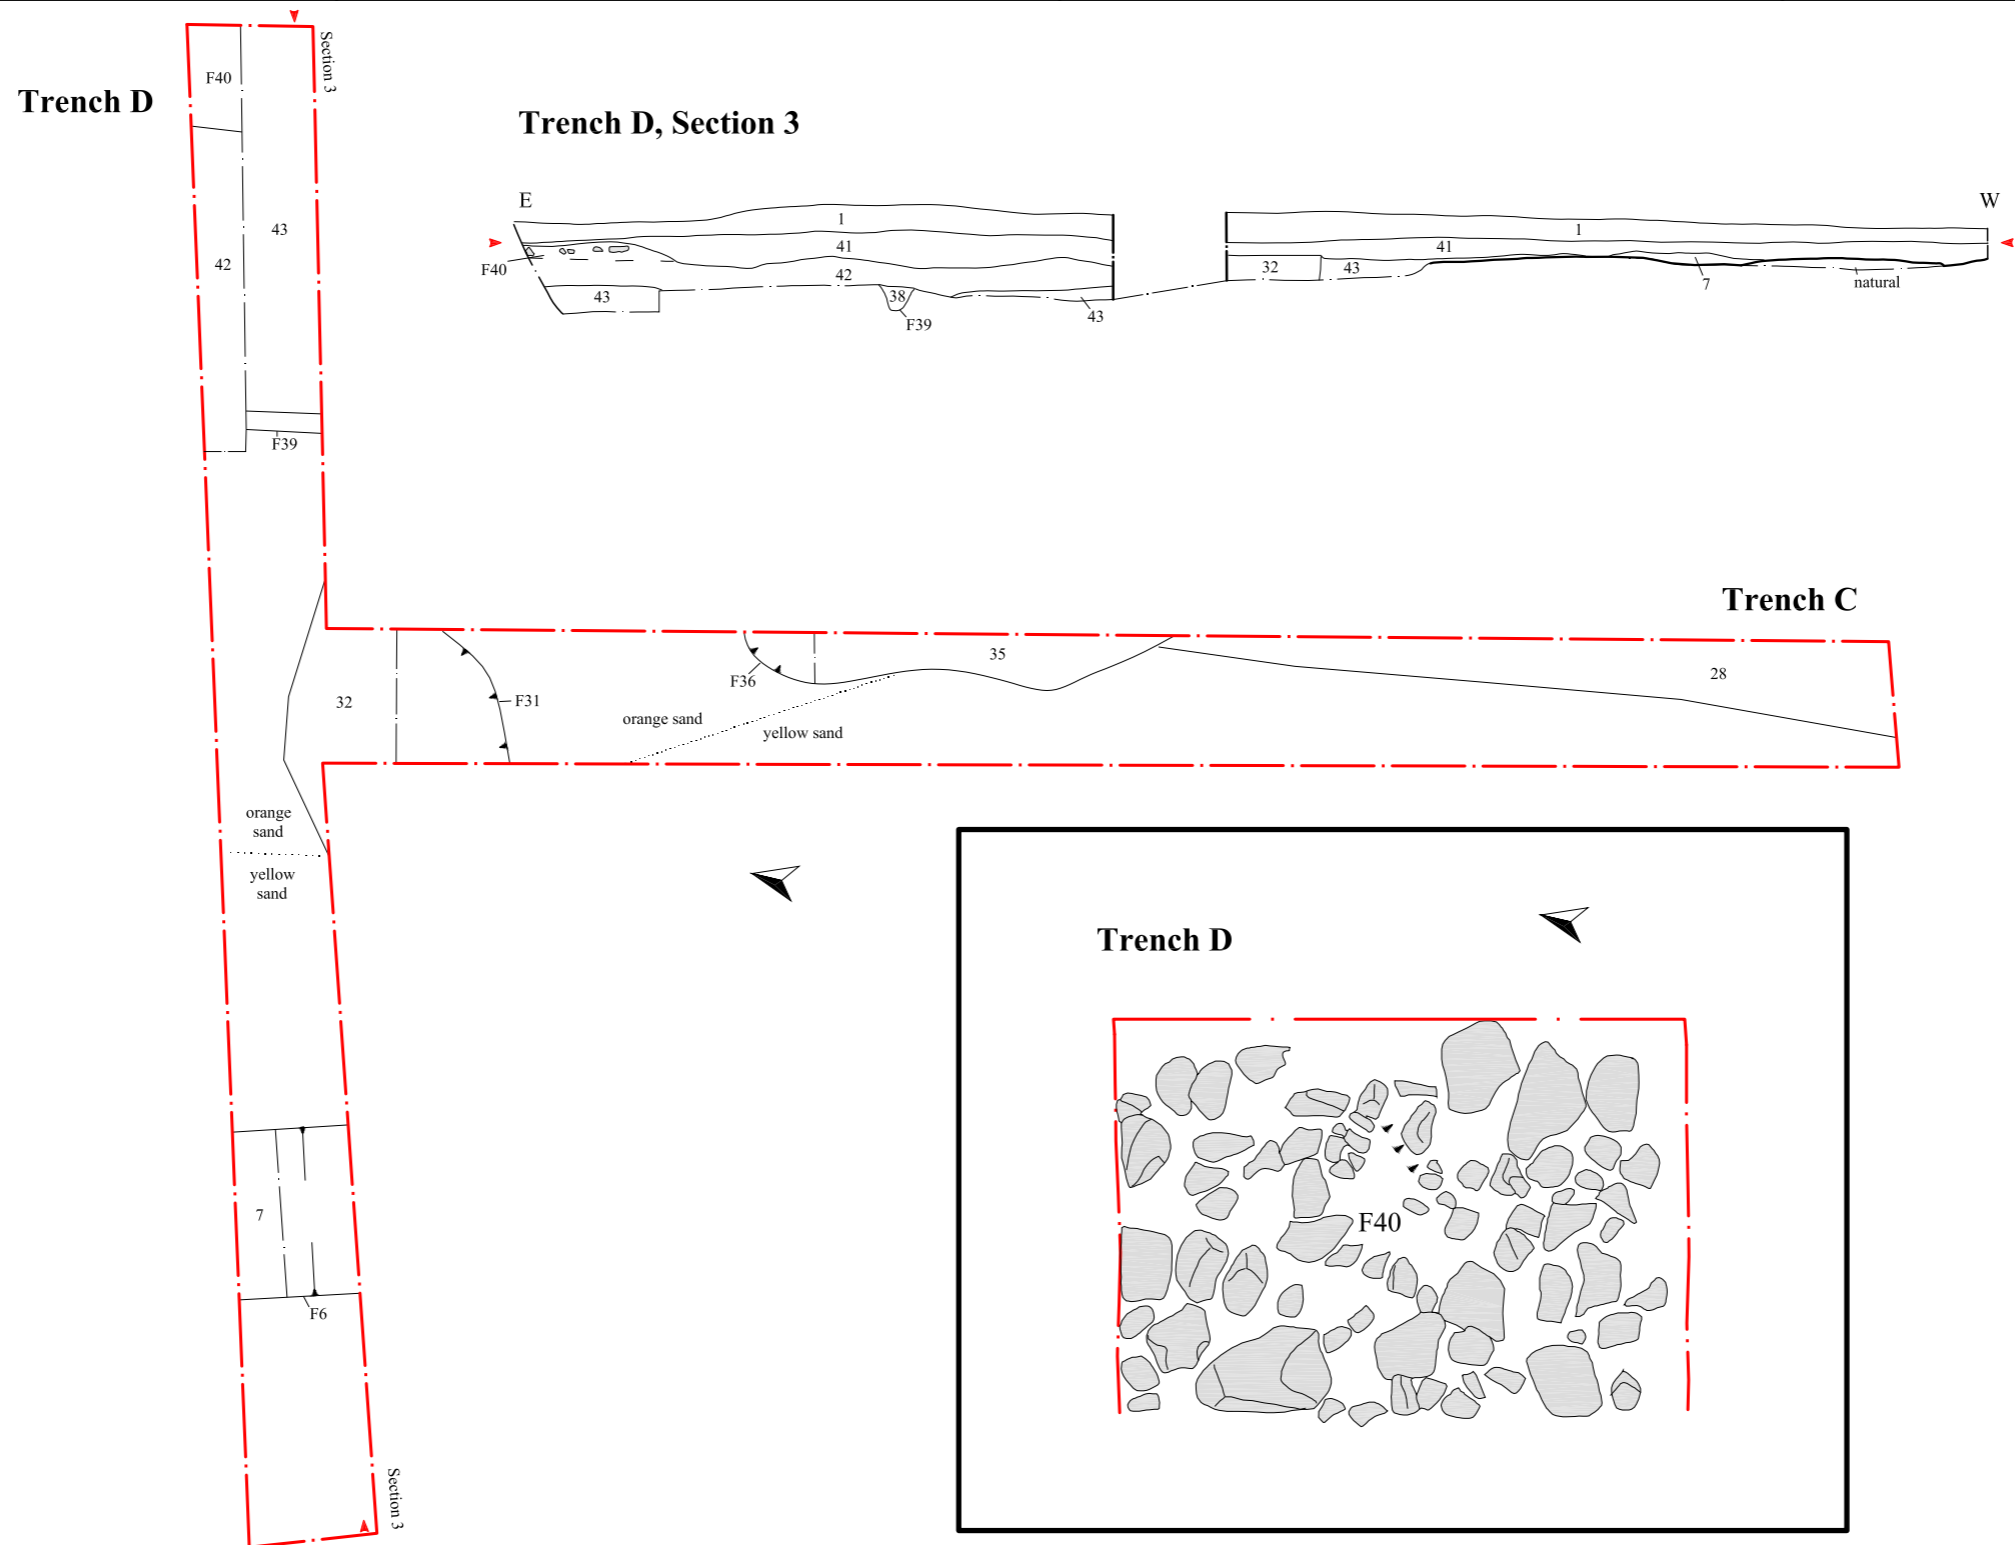 Trench D
Section 3
F40
43
42
F39
Trench D, Section 3
E
W
1
1
41
41
F40
42
32
43
7
natural
43
38
F39
43
Trench C
35
28
F36
32
F31
orange sand
yellow sand
orange
sand
yellow
sand
7
F6
Section 3
Trench D
F40